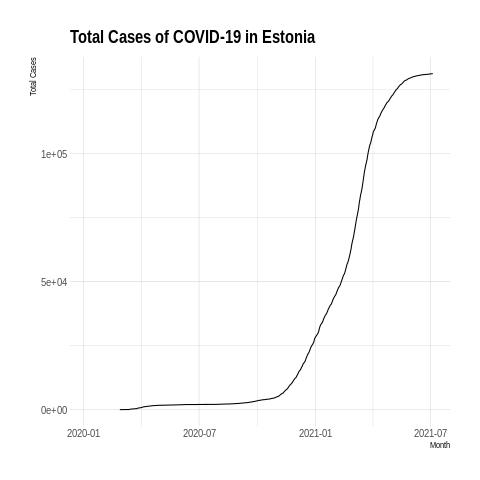 Total Cases of COVID-19 in Estonia
Total Cases
1e+05
5e+04
0e+00
2020-01 2020-07 2021-01 2021-07
Month